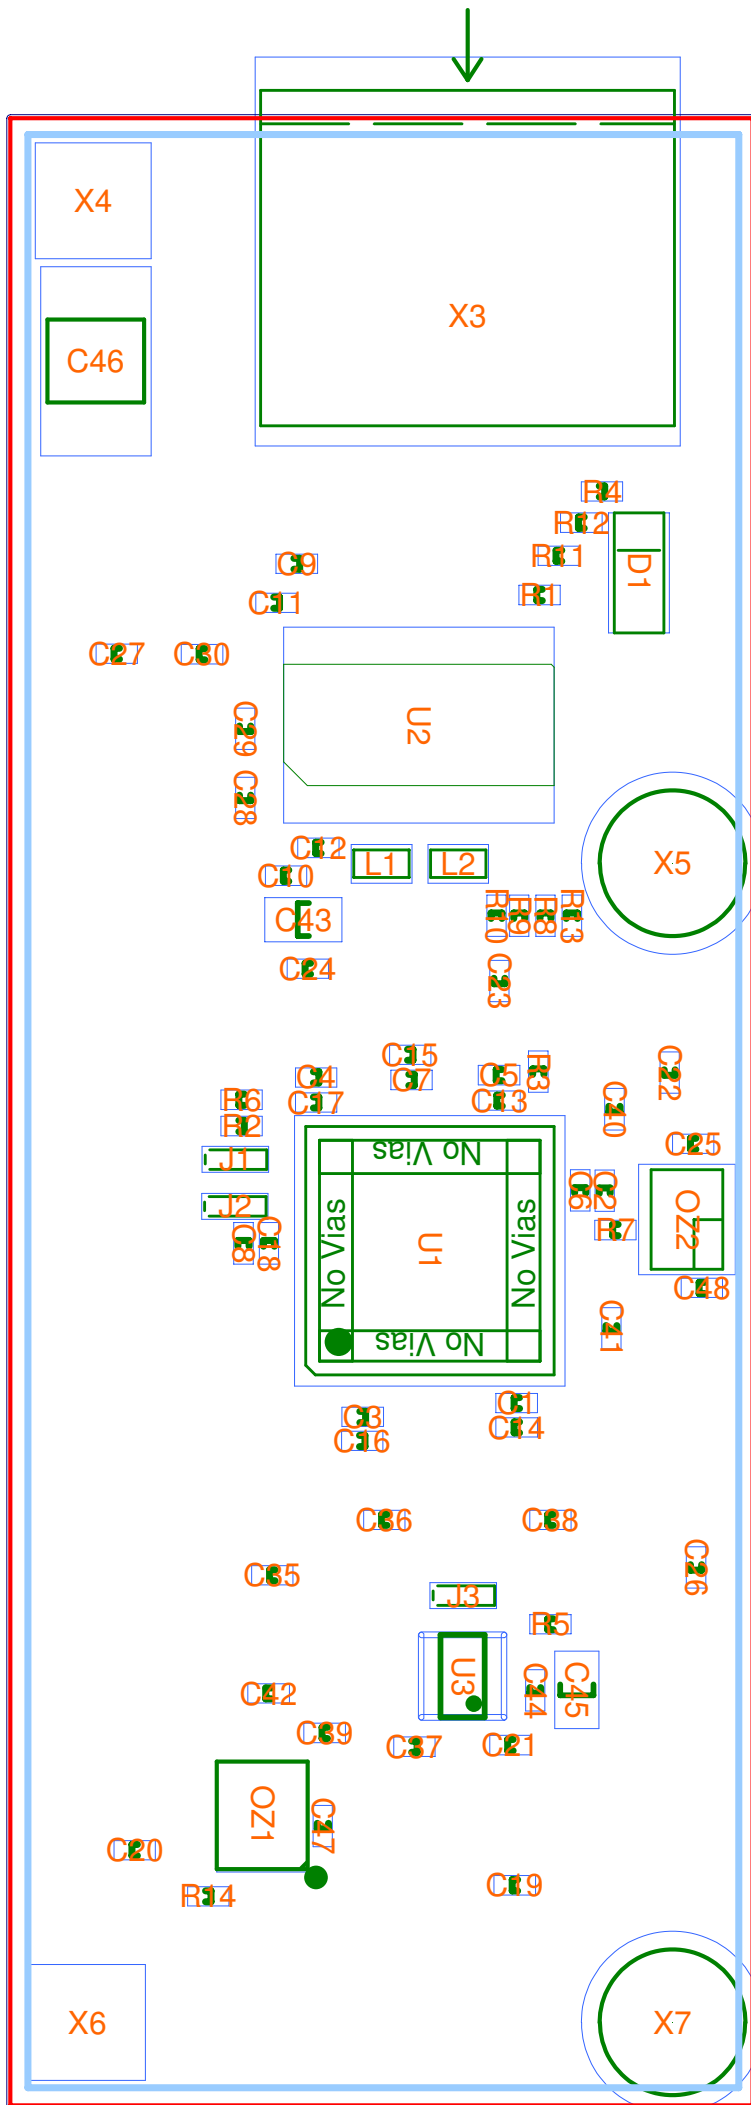 X4
X3
C46
R4
R12
R11
C9
D1
R1
C11
C27
C30
U2
C29
C28
C12
L1
L2
X5
C10
C43
R10
R9
R8
R13
C24
C23
C15
C4
C7
C5
R3
C22
R6
C17
C13
C40
R2
C25
No Vias
J1
C6
C2
J2
No Vias
No Vias
OZ2
R7
C8
C18
U1
C48
C41
No Vias
C1
C3
C14
C16
C36
C38
C35
C26
J3
R5
U3
C44
C45
C42
C39
C37
C21
OZ1
C47
C20
C19
R14
X6
X7